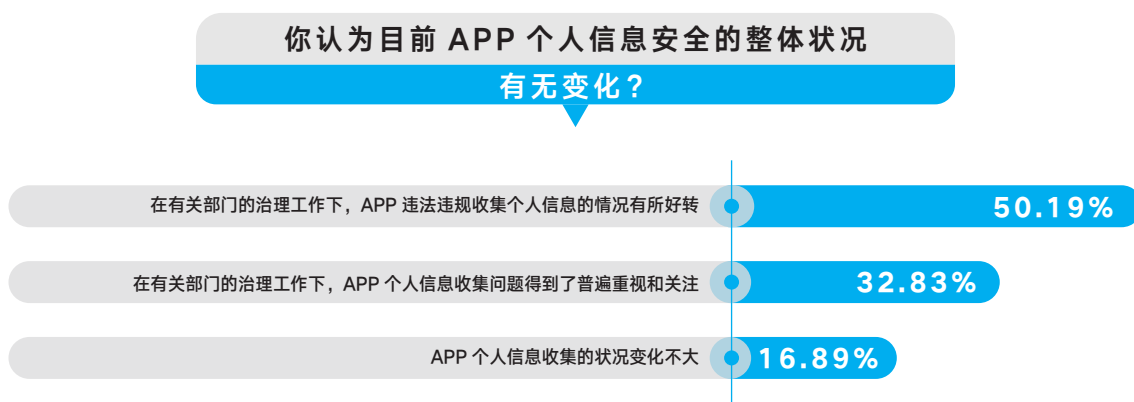 你认为目前 APP 个人信息安全的整体状况
有无变化？
在有关部门的治理工作下，APP 违法违规收集个人信息的情况有所好转
50.19%
在有关部门的治理工作下，APP 个人信息收集问题得到了普遍重视和关注
32.83%
APP 个人信息收集的状况变化不大
16.89%